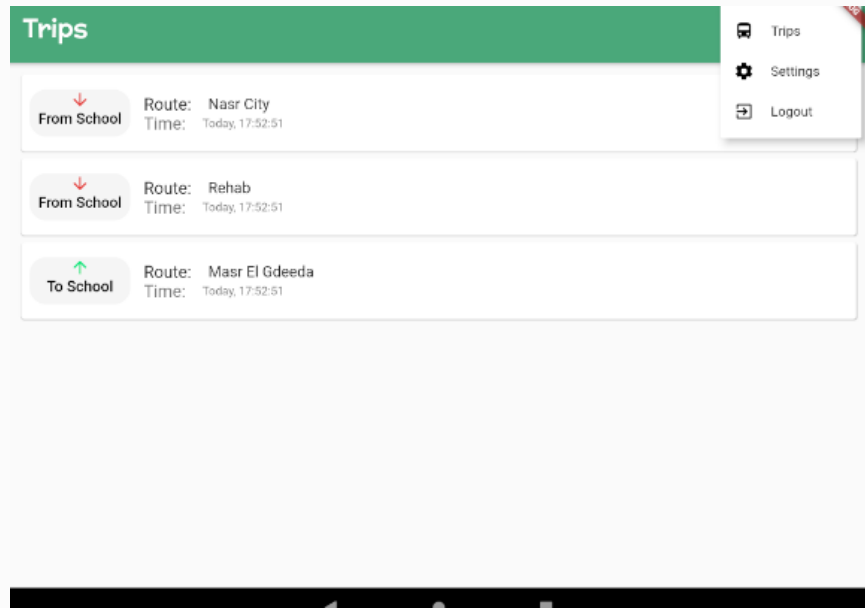 Trips
Trips
Settings
Logout
From School
Route: Nasr City
Time: Today, 17:52:51
From School
Route: Rehab
Time: Today, 17:52:51
To School
Route: Masr El Gdeeda
Time: Today, 17:52:51